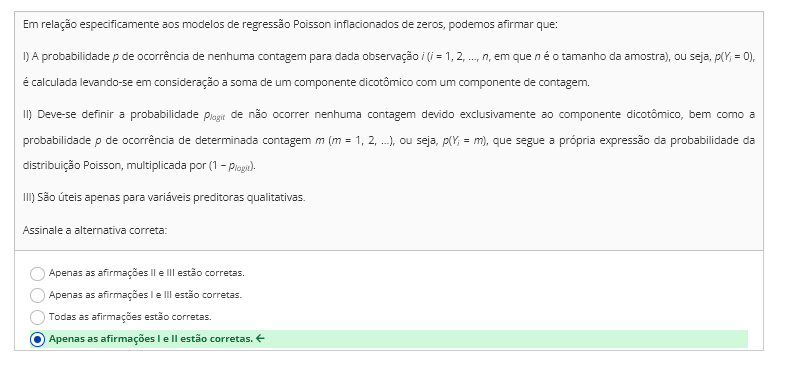 Em relação especificamente aos modelos de regressão Poisson inflacionados de zeros, podemos afirmar que:
I) A probabilidade p de ocorrência de nenhuma contagem para dada observação i (i = 1, 2, ..., n, em que n é o tamanho da amostra), ou seja, p(Yi = 0),
é calculada levando-se em consideração a soma de um componente dicotômico com um componente de contagem.
II) Deve-se definir a probabilidade plogit de não ocorrer nenhuma contagem devido exclusivamente ao componente dicotômico, bem como a
probabilidade p de ocorrência de determinada contagem m (m = 1, 2, ...), ou seja, p(Yi = m), que segue a própria expressão da probabilidade da
distribuição Poisson, multiplicada por (1 – plogit).
III) São úteis apenas para variáveis preditoras qualitativas.
Assinale a alternativa correta:
Apenas as afirmações II e III estão corretas.
Apenas as afirmações I e III estão corretas.
Todas as afirmações estão corretas.
Apenas as afirmações I e II estão corretas. ←